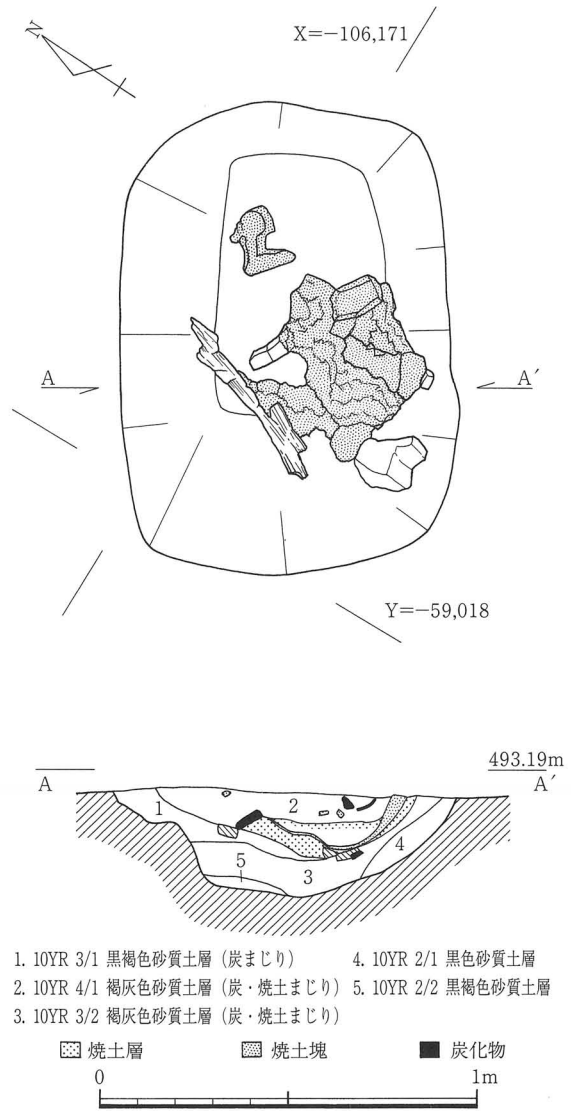 N
X=−106,171
A
A′
Y=−59,018
493.19m
A
A′
1
2
4
5
3
1. 10YR 3/1 黒褐色砂質土層 (炭まじり)
4. 10YR 2/1 黒色砂質土層
2. 10YR 4/1 褐灰色砂質土層 (炭・焼土まじり)
5. 10YR 2/2 黒褐色砂質土層
3. 10YR 3/2 褐灰色砂質土層 (炭・焼土まじり)
焼土層
焼土塊
炭化物
0
1m